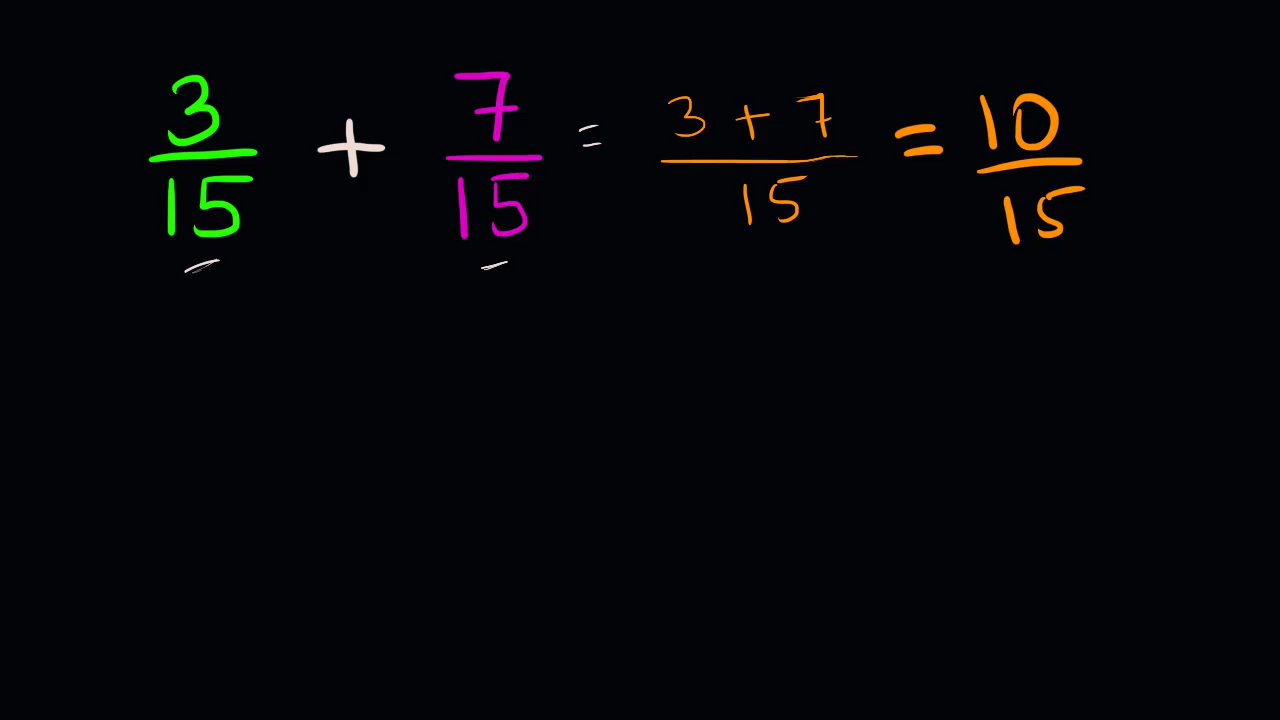 3/15 + 7/15 = 3 + 7/15 = 10/15